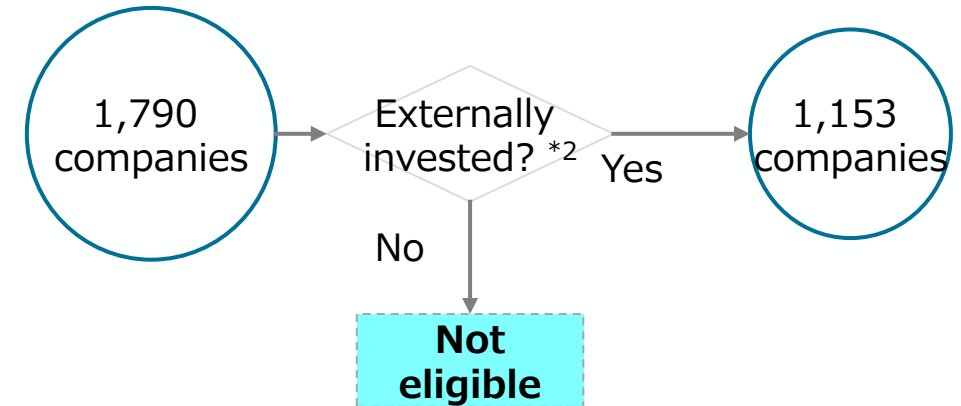 1,790
companies
Externally
invested? *2
Yes
1,153
companies
No
Not
eligible